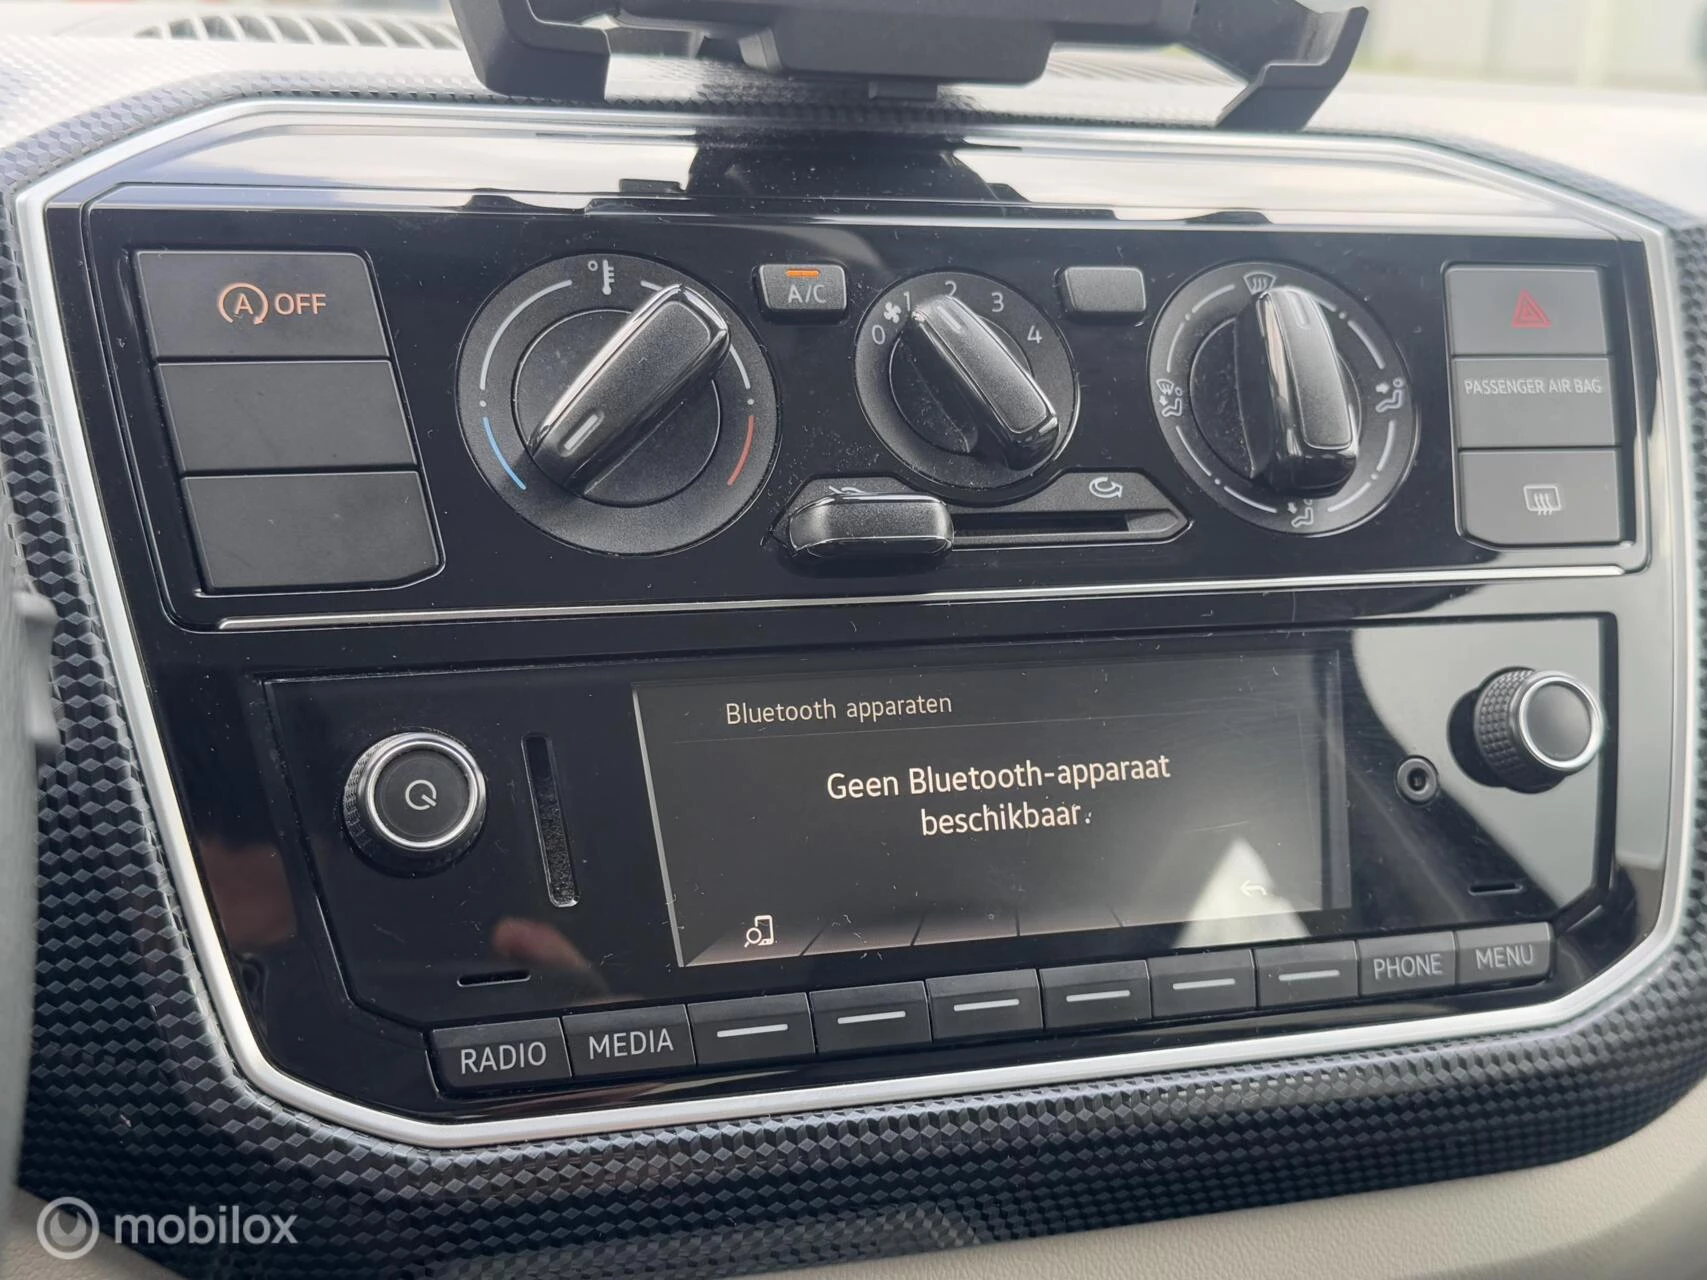 A OFF
A/C
0 1 2 3 4
PASSENGER AIR BAG
Bluetooth apparaten
Geen Bluetooth-apparaat
beschikbaar.
RADIO
MEDIA
PHONE
MENU
mobilox